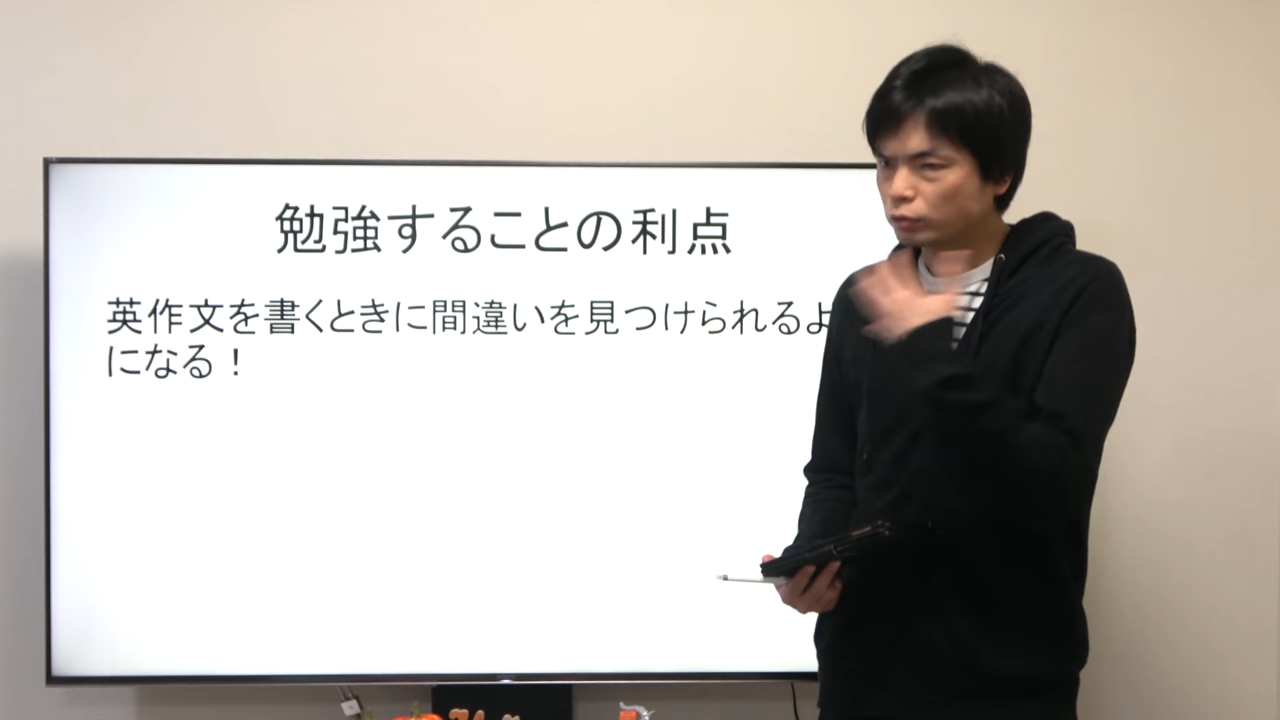 勉強することの利点
英作文を書くときに間違いを見つけられるよ
になる！